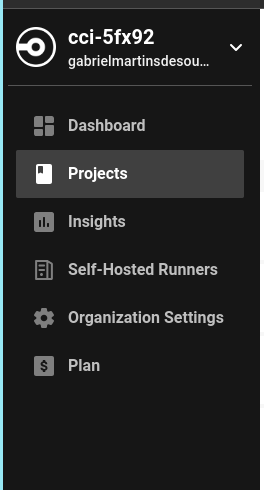 cci-5fx92
gabrielmartinsdesou...
Dashboard
Projects
Insights
Self-Hosted Runners
Organization Settings
Plan